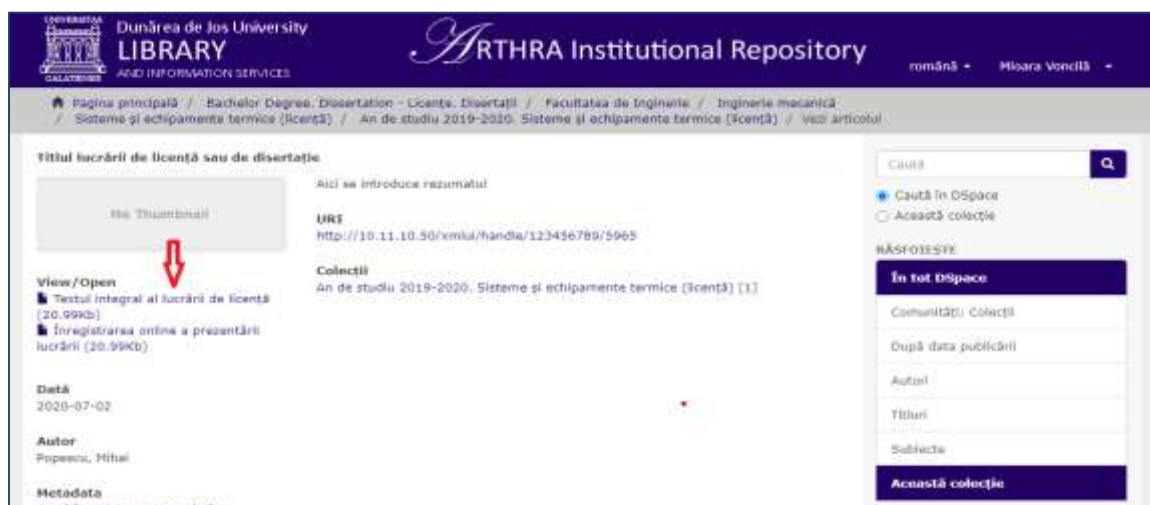 UNIVERSITAS
GALATIENSIS
Dunărea de Jos University
LIBRARY
AND INFORMATION SERVICES
ARTHRA Institutional Repository
română
Mioara Voncilă
Pagina principală / Bachelor Degree. Dissertation - Licențe. Disertații / Facultatea de Inginerie / Inginerie mecanică
/ Sisteme și echipamente termice (licență) / An de studiu 2019-2020. Sisteme și echipamente termice (licență) / Vezi articolul
Titlul lucrării de licență sau de disertație
No Thumbnail
View/Open
Textul integral al lucrării de licență
(20.99Kb)
Înregistrarea online a prezentării
lucrării (20.99Kb)
Dată
2020-07-02
Autor
Popescu, Mihai
Metadata
Aici se introduce rezumatul
URI
http://10.11.10.50/xmlui/handle/123456789/5965
Colecții
An de studiu 2019-2020. Sisteme și echipamente termice (licență) [1]
Caută
Caută în DSpace
Această colecție
RĂSFOIEȘTE
În tot DSpace
Comunități; Colecții
După data publicării
Autori
Titluri
Subiecte
Această colecție